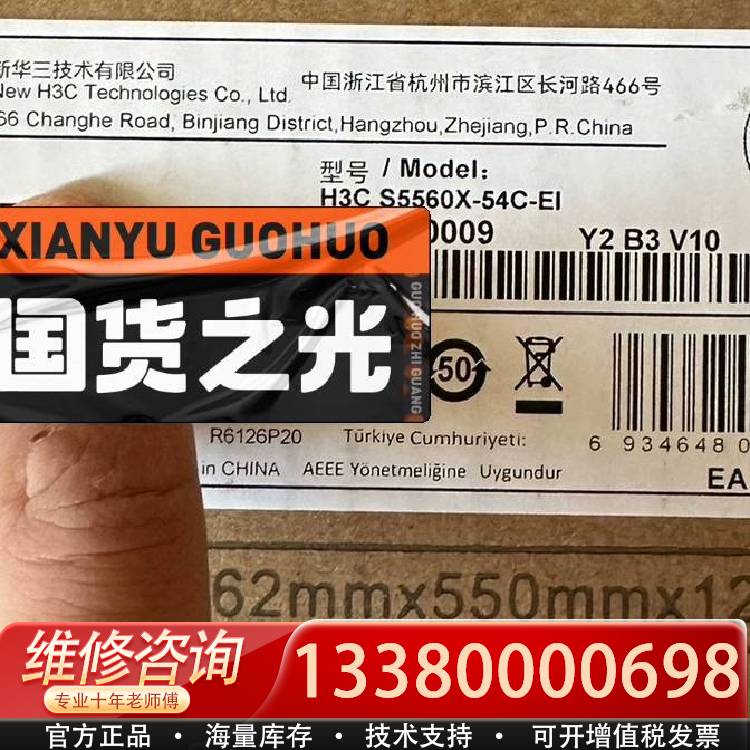 新华三技术有限公司
New H3C Technologies Co., Ltd.
中国浙江省杭州市滨江区长河路466号
66 Changhe Road, Binjiang District,Hangzhou,Zhejiang,P.R.China
型号 / Model:
H3C S5560X-54C-EI
XIANYU GUOHUO
0009
Y2 B3 V10
国货之光
GUOHUO ZHI GUANG
50
R6126P20
Türkiye Cumhuriyeti:
6 934648 0
in CHINA
AEEE Yönetmeliğine Uygundur
EA
62mmx550mmx12
维修咨询
专业十年老师傅
13380000698
官方正品 · 海量库存 · 技术支持 · 可开增值税发票